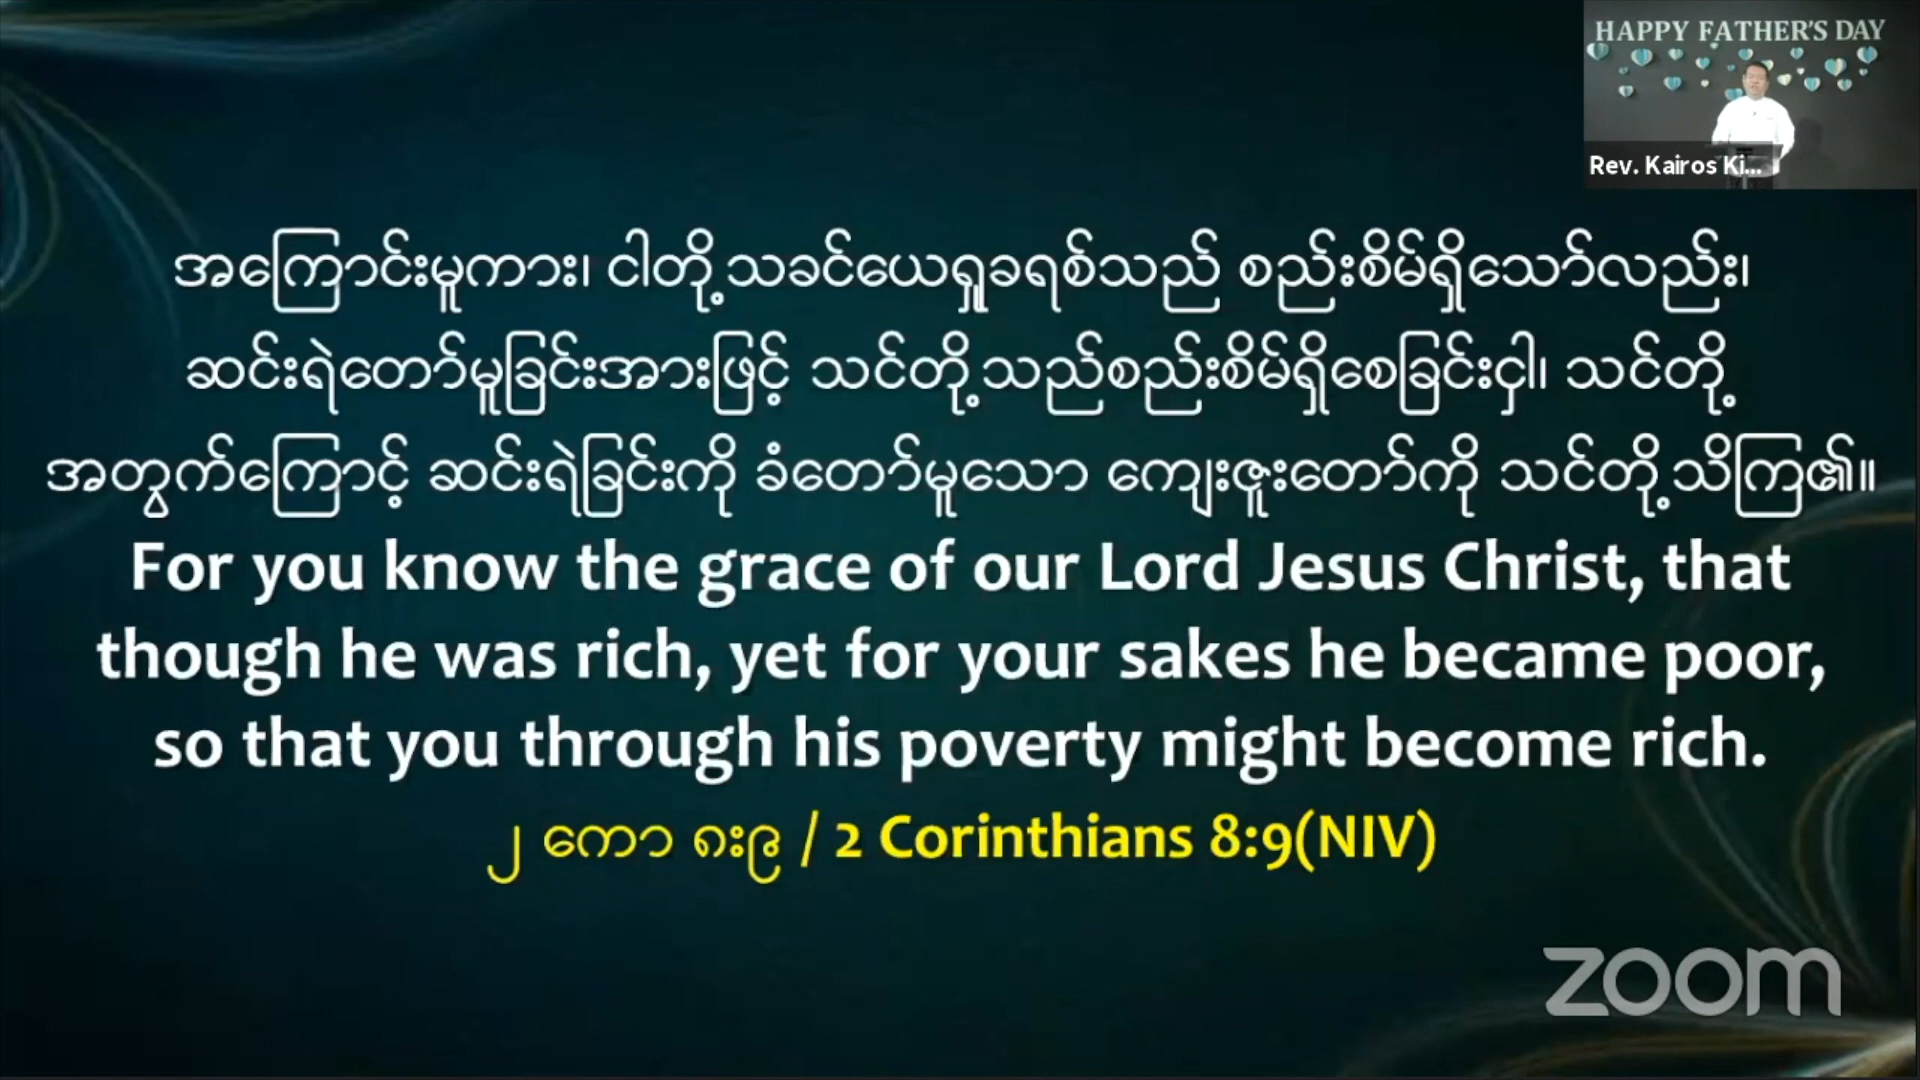 HAPPY FATHER'S DAY
Rev. Kairos Ki...
အကြောင်းမူကား၊ ငါတို့သခင်ယေရှုခရစ်သည် စည်းစိမ်ရှိသော်လည်း၊
ဆင်းရဲတော်မူခြင်းအားဖြင့် သင်တို့သည်စည်းစိမ်ရှိစေခြင်းငှါ၊ သင်တို့
အတွက်ကြောင့် ဆင်းရဲခြင်းကို ခံတော်မူသော ကျေးဇူးတော်ကို သင်တို့သိကြ၏။
For you know the grace of our Lord Jesus Christ, that
though he was rich, yet for your sakes he became poor,
so that you through his poverty might become rich.
၂ ကော ၈း၉ / 2 Corinthians 8:9(NIV)
zoom